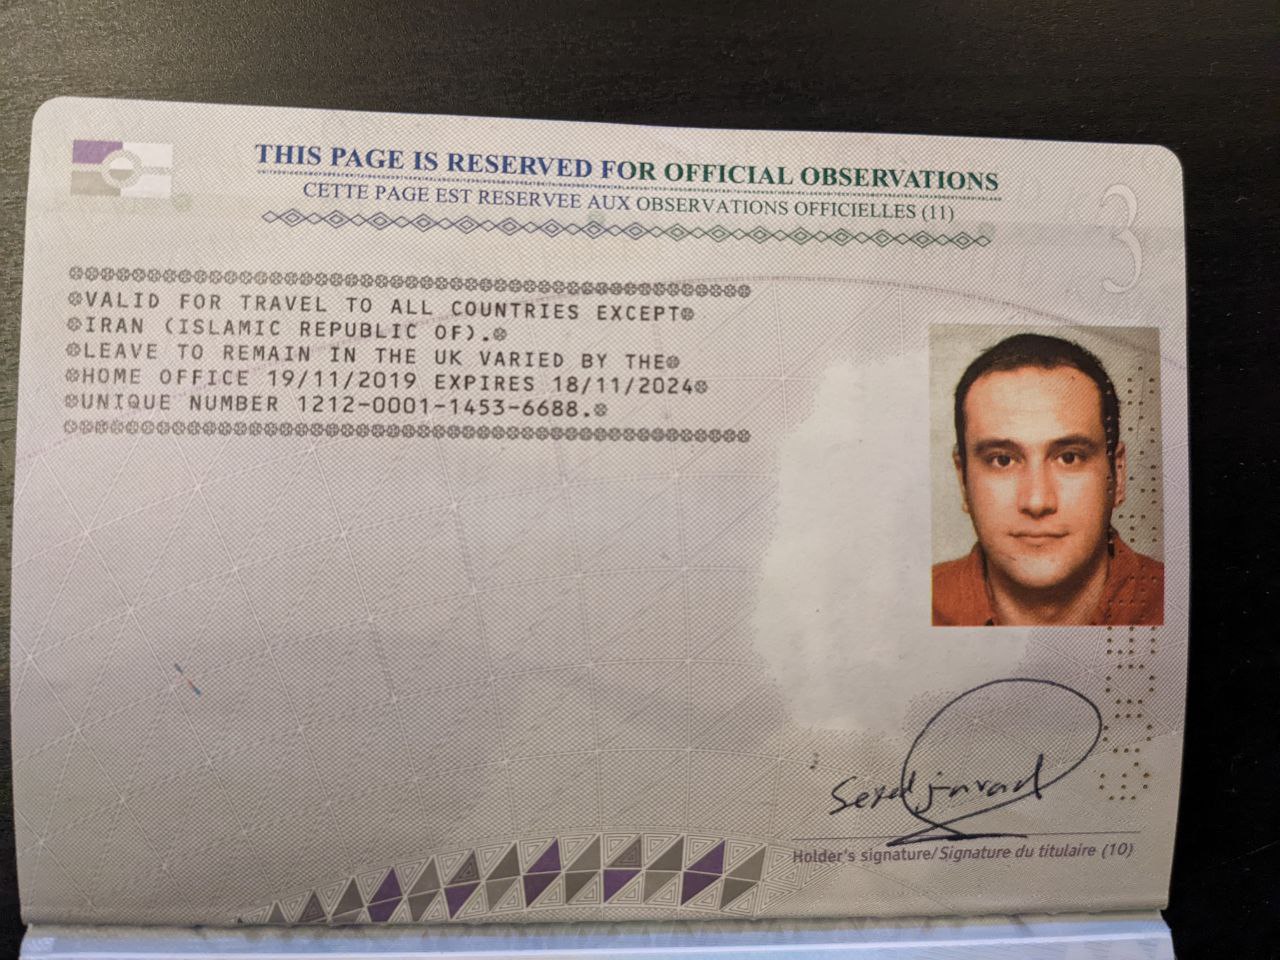 THIS PAGE IS RESERVED FOR OFFICIAL OBSERVATIONS
CETTE PAGE EST RESERVEE AUX OBSERVATIONS OFFICIELLES (11)
3
VALID FOR TRAVEL TO ALL COUNTRIES EXCEPT
IRAN (ISLAMIC REPUBLIC OF).
LEAVE TO REMAIN IN THE UK VARIED BY THE
HOME OFFICE 19/11/2019 EXPIRES 18/11/2024
UNIQUE NUMBER 1212-0001-1453-6688.
Seyed javad
Holder's signature/Signature du titulaire (10)